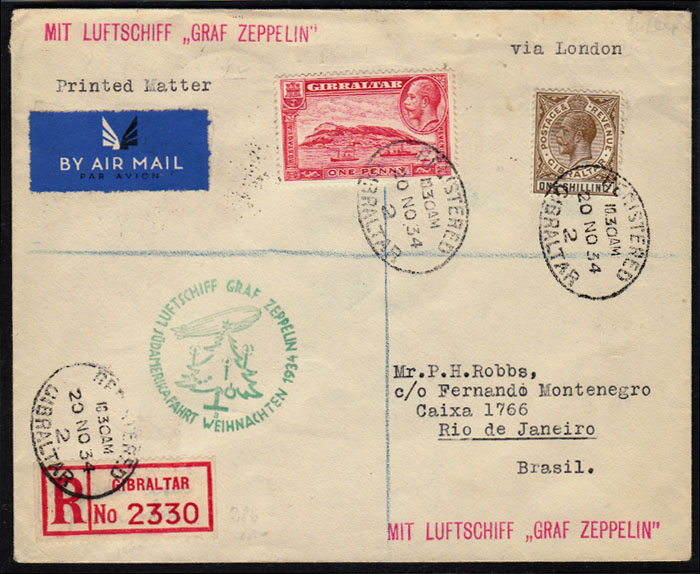 MIT LUFTSCHIFF „GRAF ZEPPELIN"
via London
Printed Matter
BY AIR MAIL
PAR AVION
GIBRALTAR
POSTAGE
ONE PENNY
POSTAGE & REVENUE
GIBRALTAR
ONE SHILLING
REGISTERED
10.30AM
20 NO 34
2
GIBRALTAR
REGISTERED
10.30AM
20 NO 34
2
GIBRALTAR
LUFTSCHIFF GRAF ZEPPELIN
SÜDAMERIKAFAHRT WEIHNACHTEN 1934
Mr.P.H.Robbs,
c/o Fernando Montenegro
Caixa 1766
Rio de Janeiro
Brasil.
REGISTERED
10.30AM
20 NO 34
2
GIBRALTAR
R
GIBRALTAR
No 2330
MIT LUFTSCHIFF „GRAF ZEPPELIN"